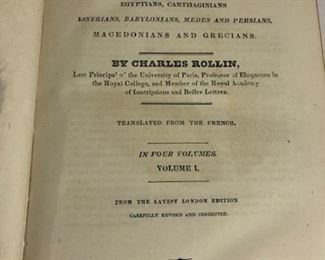 EGYPTIANS, CARTHAGINIANS
ASSYRIANS, BABYLONIANS, MEDES AND PERSIANS,
MACEDONIANS AND GRECIANS.
BY CHARLES ROLLIN,
Late Principal of the University of Paris, Professor of Eloquence in
the Royal College, and Member of the Royal Academy
of Inscriptions and Belles Lettres.
TRANSLATED FROM THE FRENCH.
IN FOUR VOLUMES.
VOLUME I.
FROM THE LATEST LONDON EDITION
CAREFULLY REVISED AND CORRECTED.